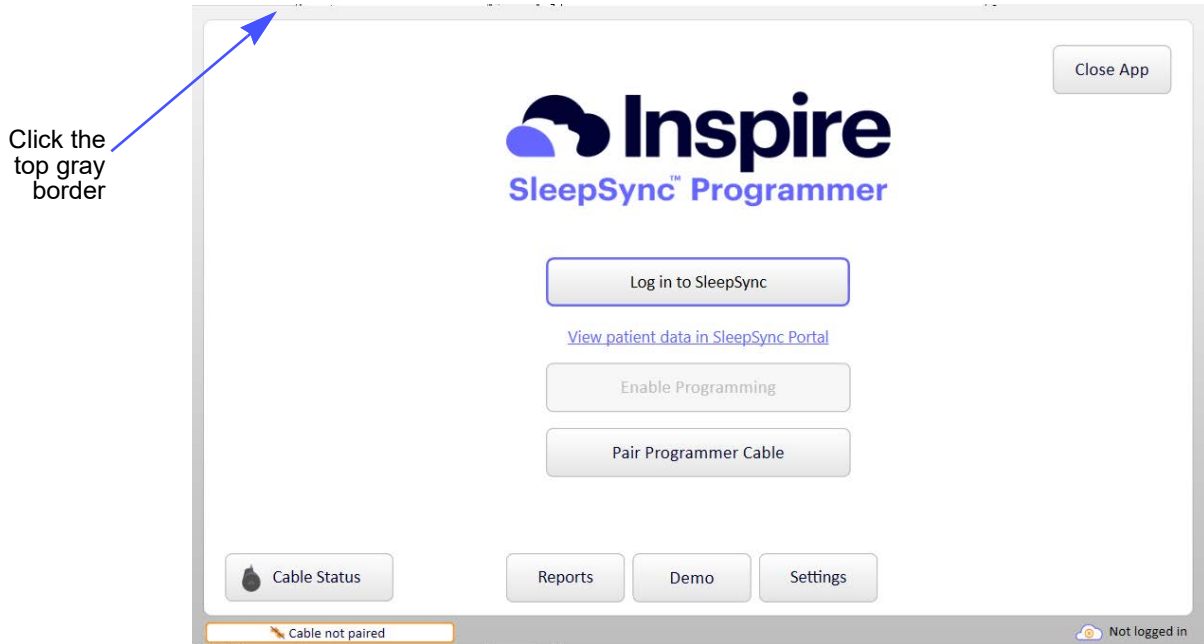 Close App
Click the
top gray
border
Inspire
SleepSync™ Programmer
Log in to SleepSync
View patient data in SleepSync Portal
Enable Programming
Pair Programmer Cable
Cable Status
Reports
Demo
Settings
Cable not paired
Not logged in